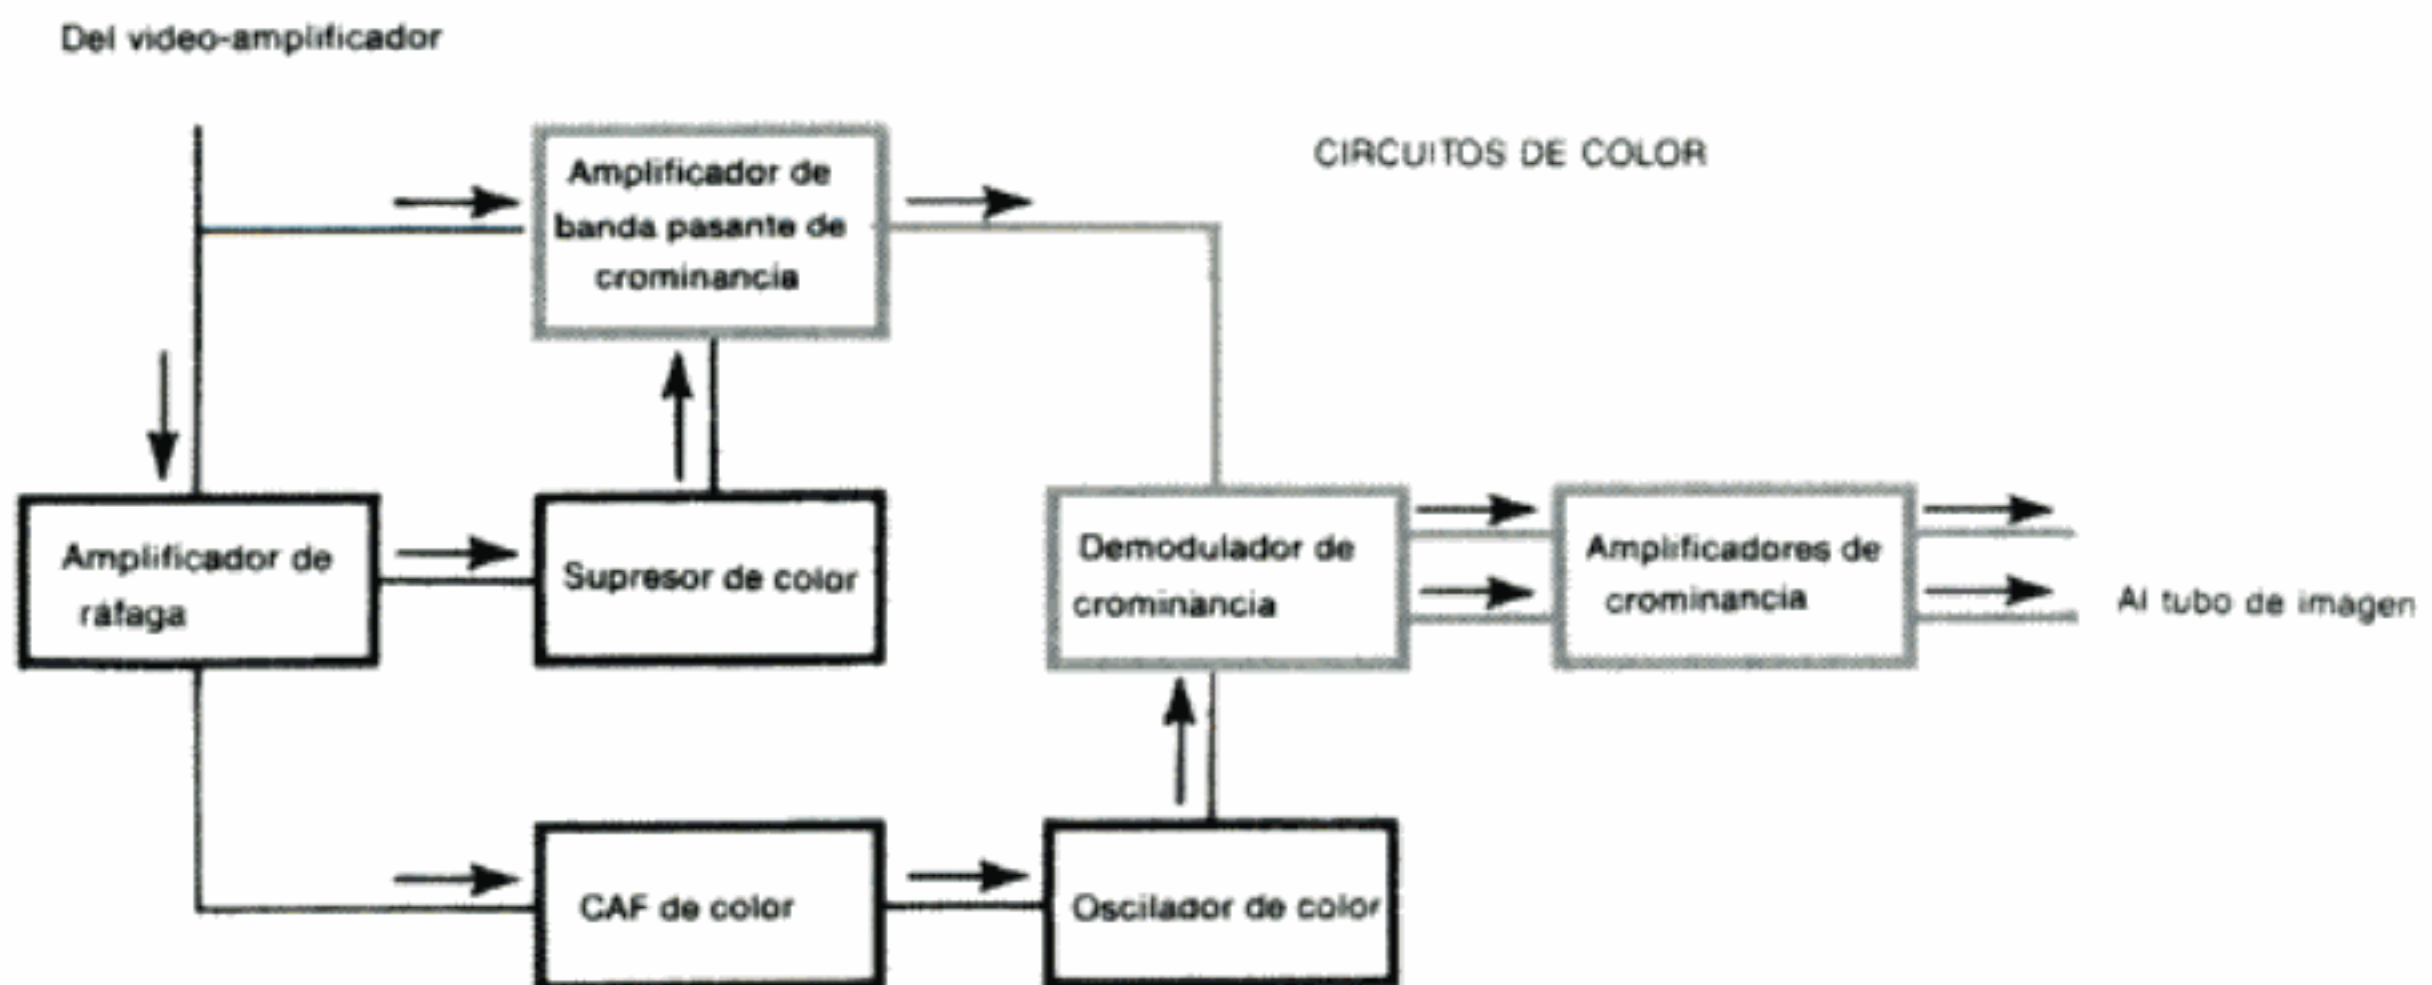 Del video-amplificador
Amplificador de
banda pasante de
crominancia
CIRCUITOS DE COLOR
Amplificador de
ráfaga
Supresor de color
Demodulador de
crominancia
Amplificadores de
crominancia
Al tubo de imagen
CAF de color
Oscilador de color